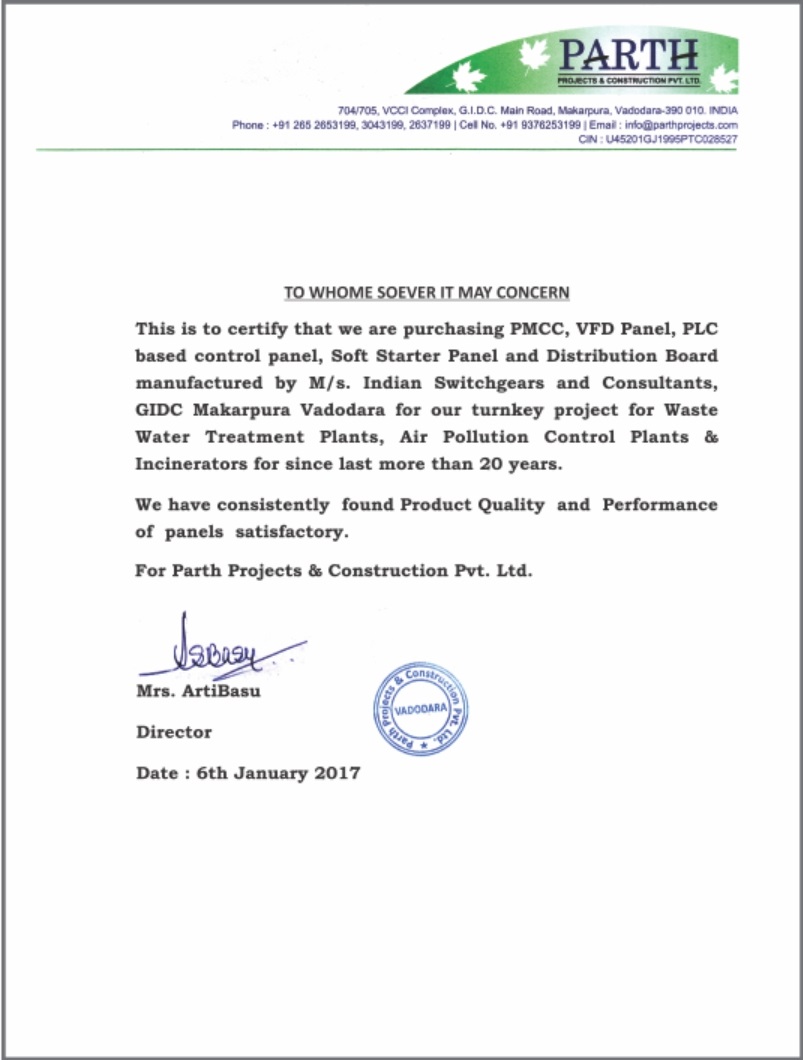 PARTH
PROJECTS & CONSTRUCTION PVT. LTD.
704/705, VCCI Complex, G.I.D.C. Main Road, Makarpura, Vadodara-390 010. INDIA
Phone : +91 265 2653199, 3043199, 2637199 | Cell No. +91 9376253199 | Email : info@parthprojects.com
CIN : U45201GJ1995PTC028527
TO WHOME SOEVER IT MAY CONCERN
This is to certify that we are purchasing PMCC, VFD Panel, PLC
based control panel, Soft Starter Panel and Distribution Board
manufactured by M/s. Indian Switchgears and Consultants,
GIDC Makarpura Vadodara for our turnkey project for Waste
Water Treatment Plants, Air Pollution Control Plants &
Incinerators for since last more than 20 years.
We have consistently found Product Quality and Performance
of panels satisfactory.
For Parth Projects & Construction Pvt. Ltd.
Mrs. ArtiBasu
Director
Date : 6th January 2017
Parth Projects & Construction Pvt. Ltd.
VADODARA